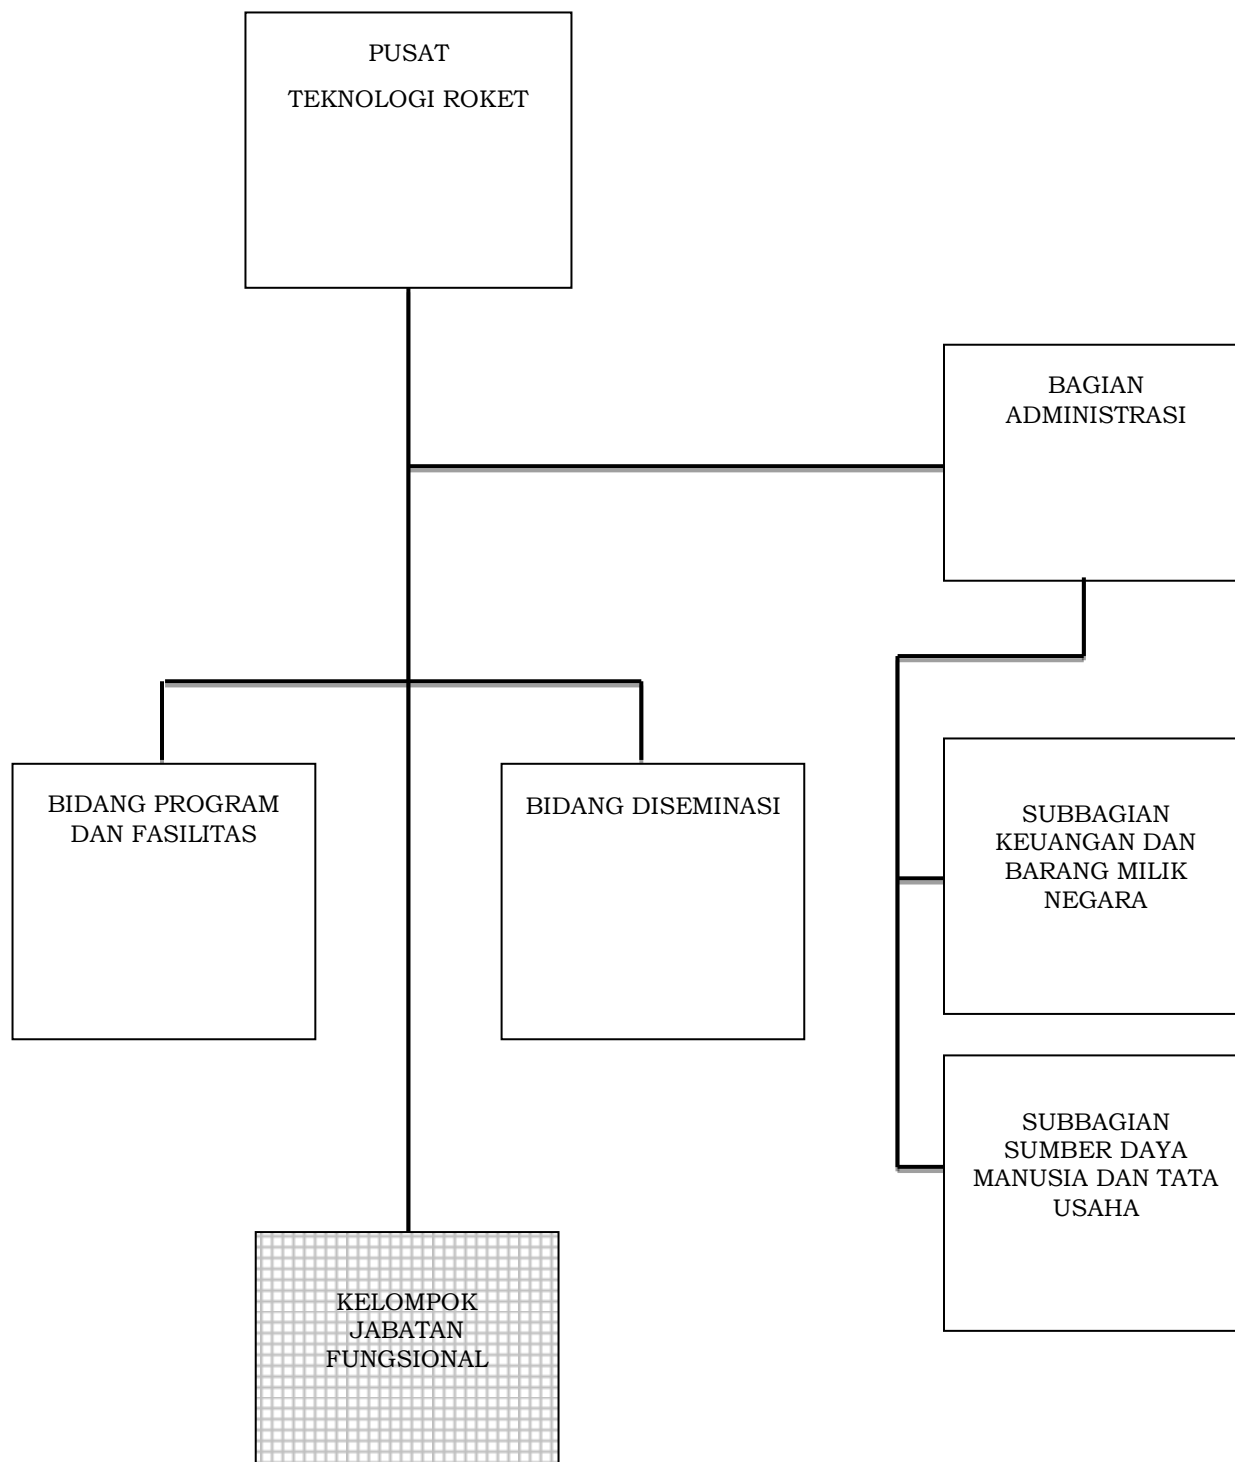 PUSAT
TEKNOLOGI ROKET
BAGIAN
ADMINISTRASI
BIDANG PROGRAM
DAN FASILITAS
BIDANG DISEMINASI
SUBBAGIAN
KEUANGAN DAN
BARANG MILIK
NEGARA
SUBBAGIAN
SUMBER DAYA
MANUSIA DAN TATA
USAHA
KELOMPOK
JABATAN
FUNGSIONAL